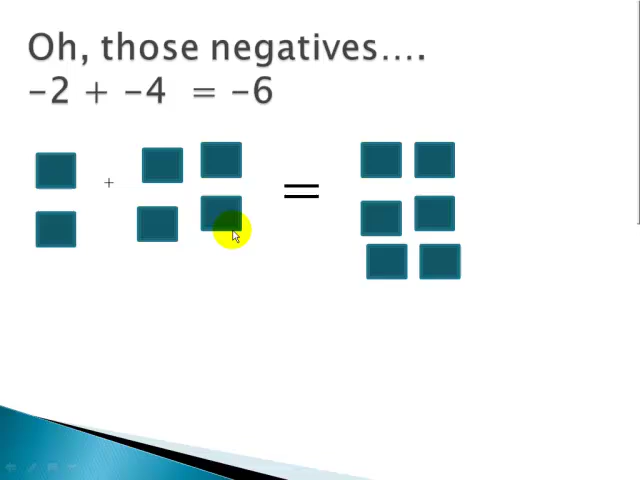 Oh, those negatives….
-2 + -4 = -6
+ =